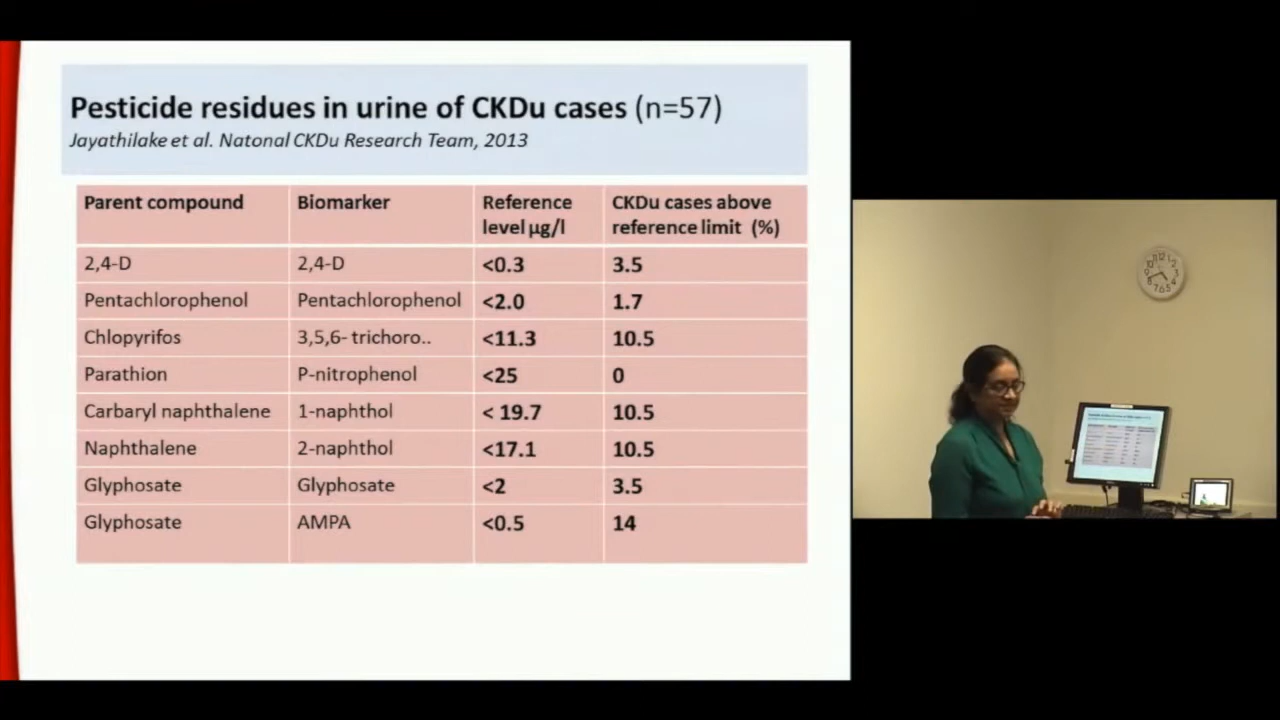 Pesticide residues in urine of CKDu cases (n=57)
Jayathilake et al. Natonal CKDu Research Team, 2013
Parent compound Biomarker Reference level µg/l CKDu cases above reference limit (%)
2,4-D 2,4-D <0.3 3.5
Pentachlorophenol Pentachlorophenol <2.0 1.7
Chlopyrifos 3,5,6- trichoro.. <11.3 10.5
Parathion P-nitrophenol <25 0
Carbaryl naphthalene 1-naphthol < 19.7 10.5
Naphthalene 2-naphthol <17.1 10.5
Glyphosate Glyphosate <2 3.5
Glyphosate AMPA <0.5 14